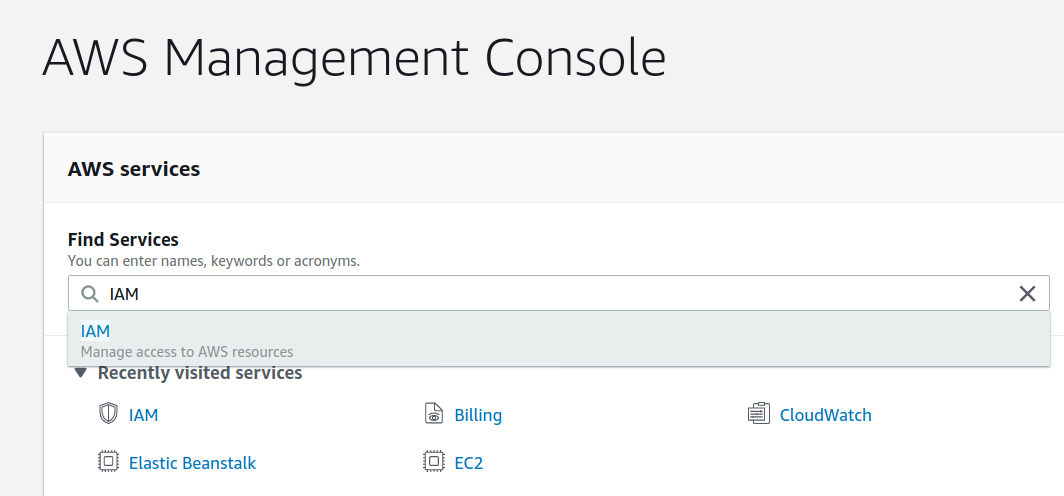 AWS Management Console
AWS services
Find Services
You can enter names, keywords or acronyms.
IAM
IAM
Manage access to AWS resources
Recently visited services
IAM Billing CloudWatch
Elastic Beanstalk EC2